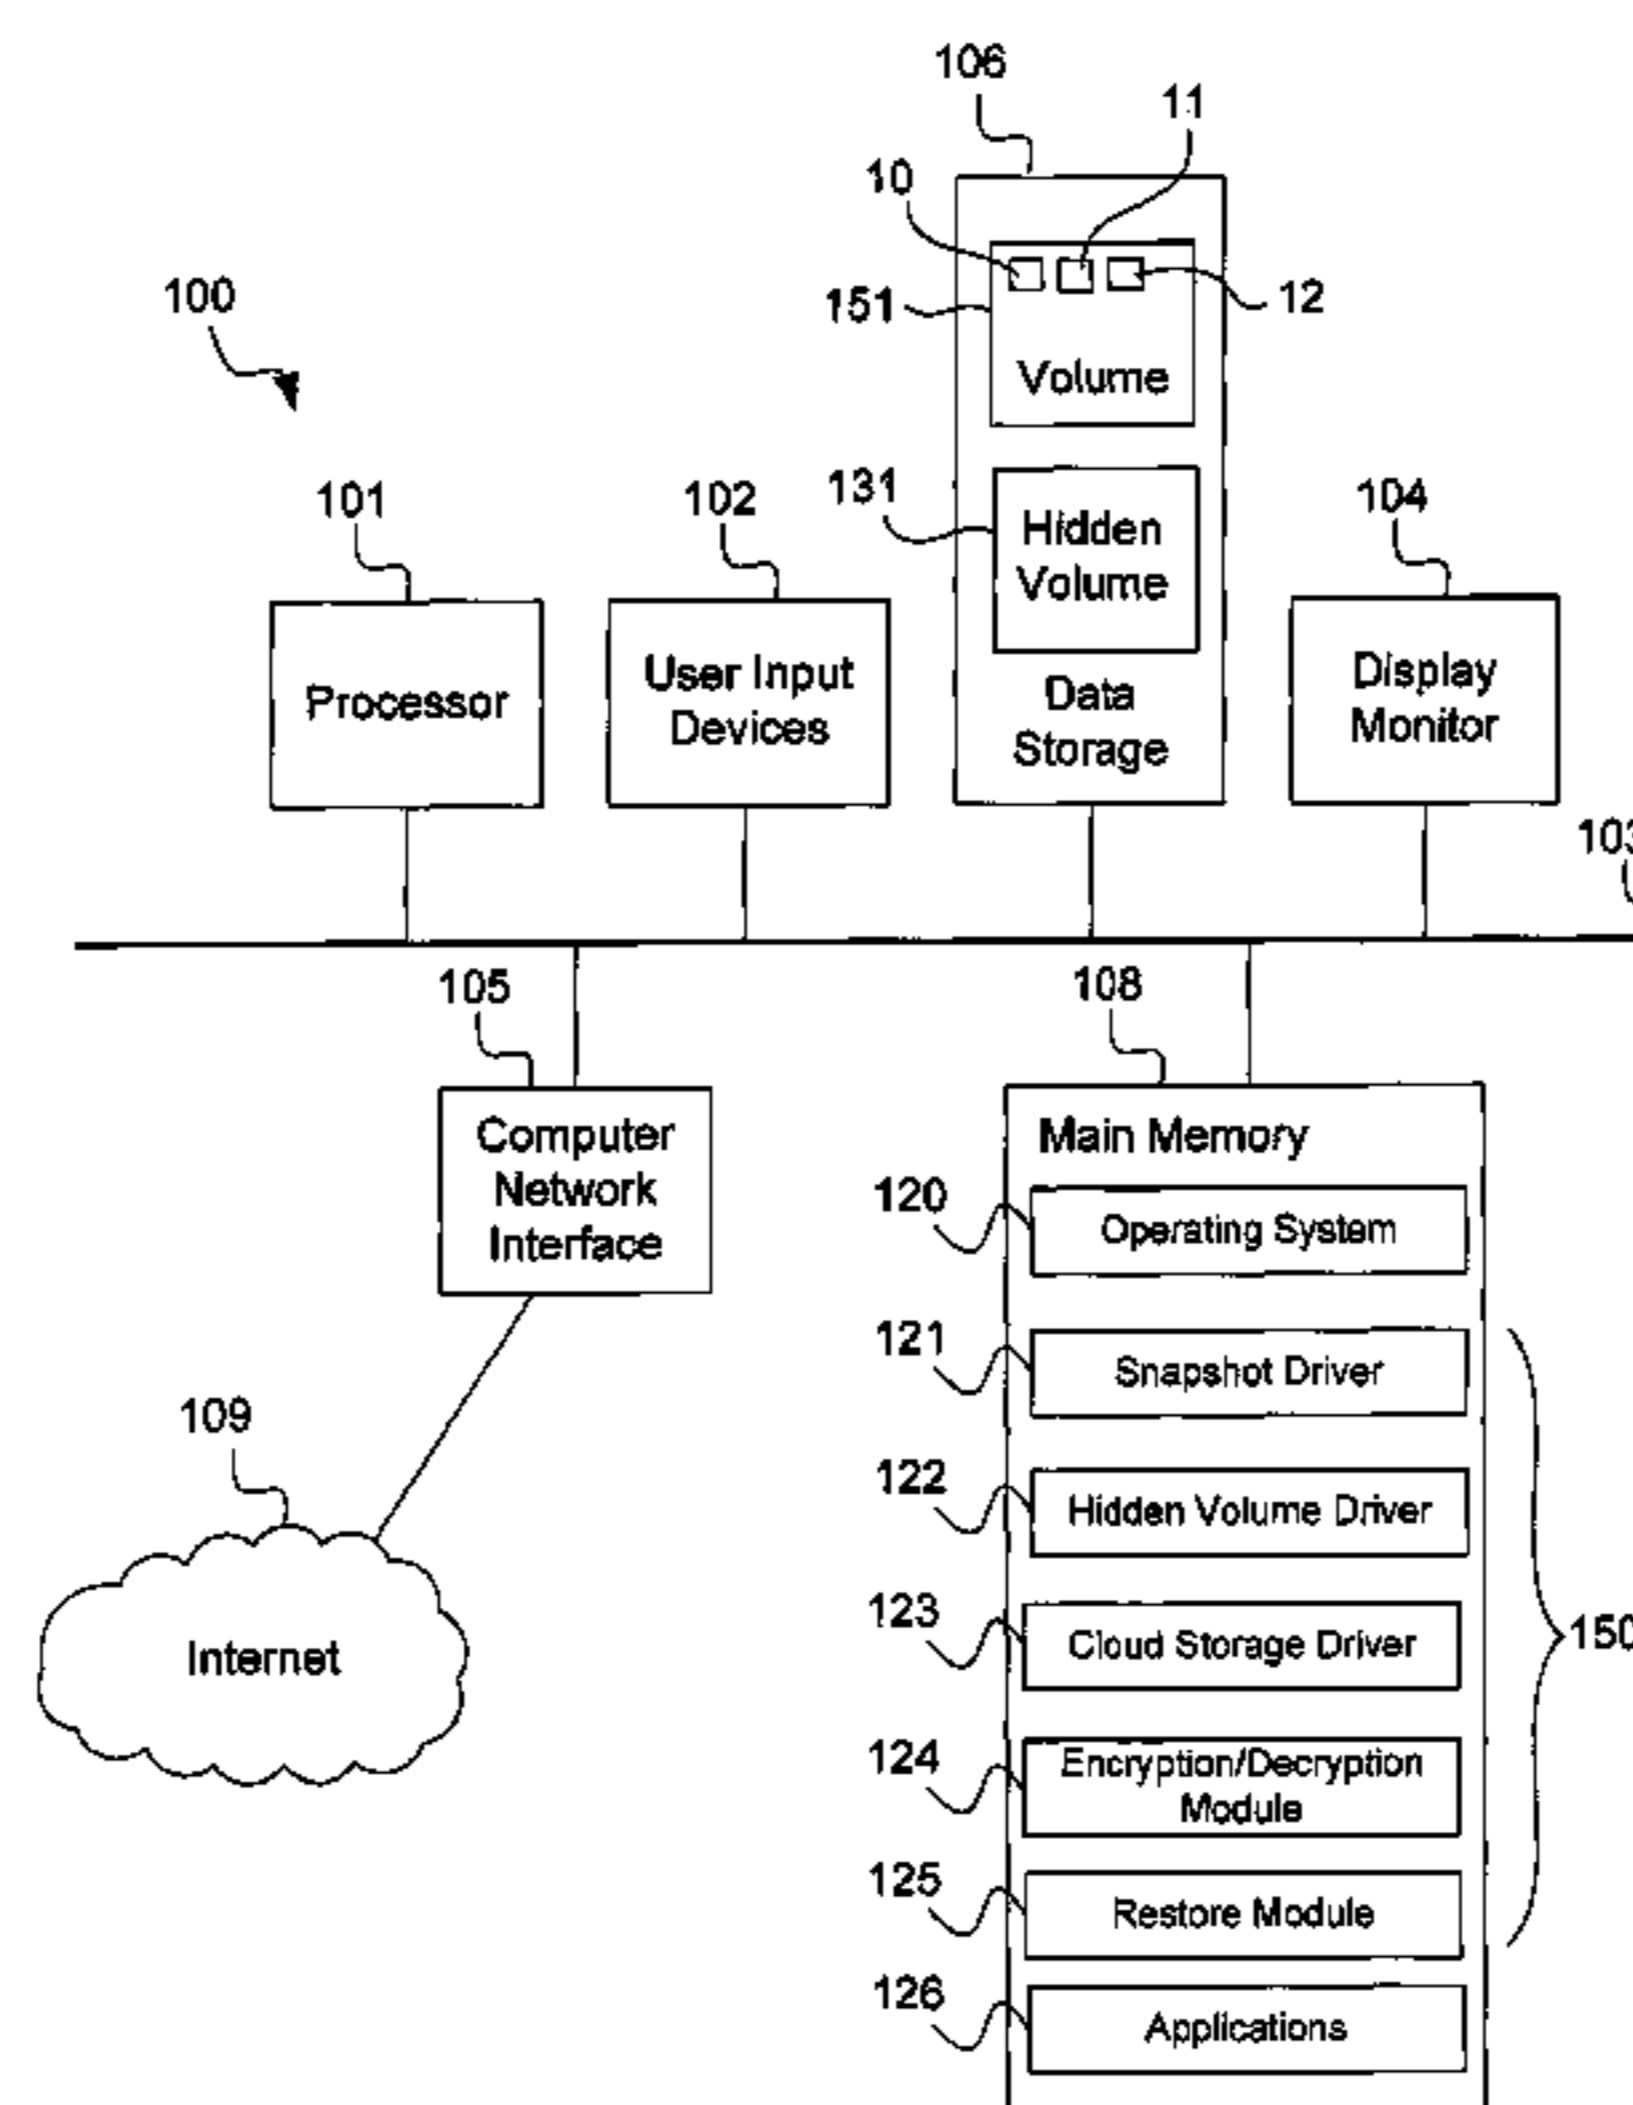 106
11
10
100
151
12
Volume
101
102
131
104
Hidden
Volume
Processor
User Input
Devices
Data
Storage
Display
Monitor
103
105
108
Computer
Network
Interface
Main Memory
120
Operating System
121
Snapshot Driver
109
122
Hidden Volume Driver
123
Cloud Storage Driver
150
Internet
124
Encryption/Decryption
Module
125
Restore Module
126
Applications